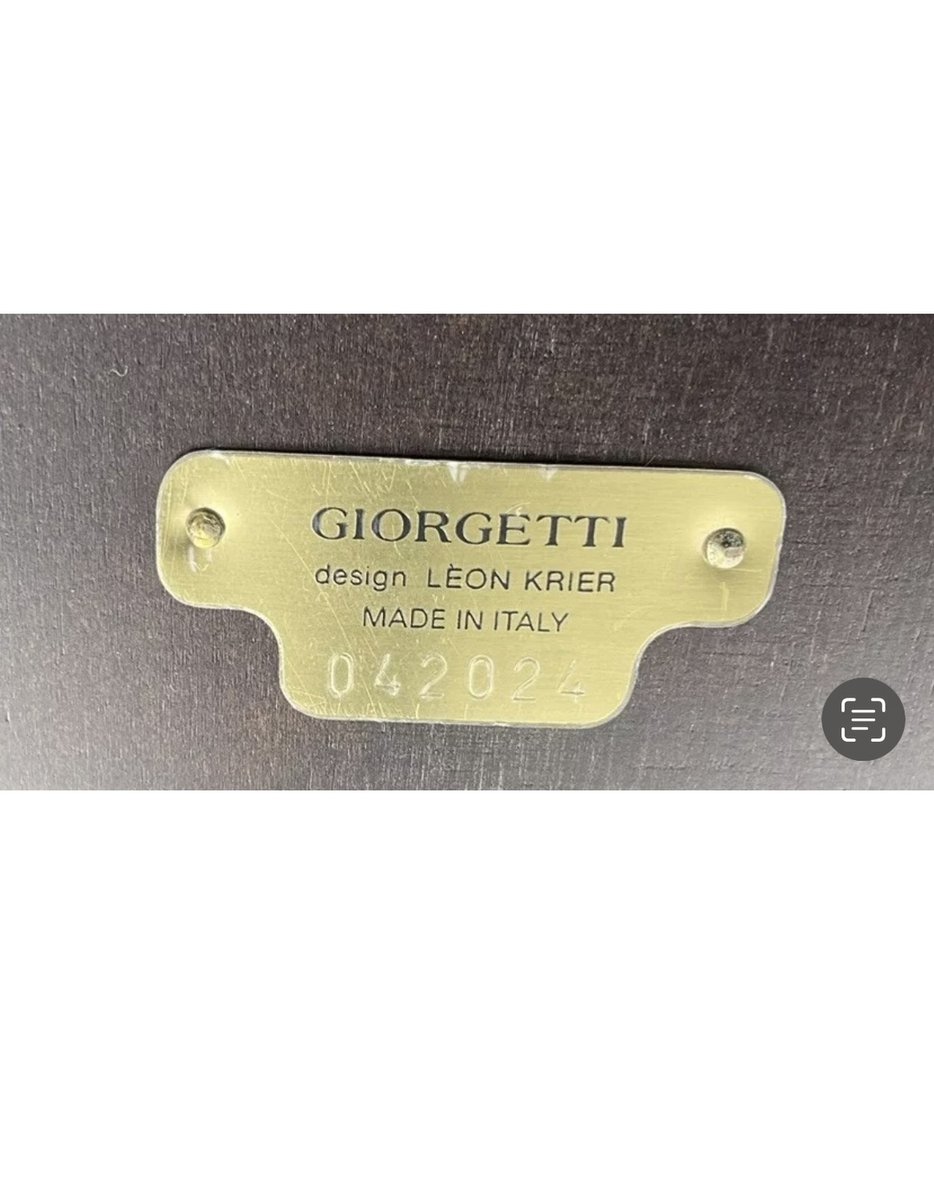 GIORGETTI
design LÈON KRIER
MADE IN ITALY
042024